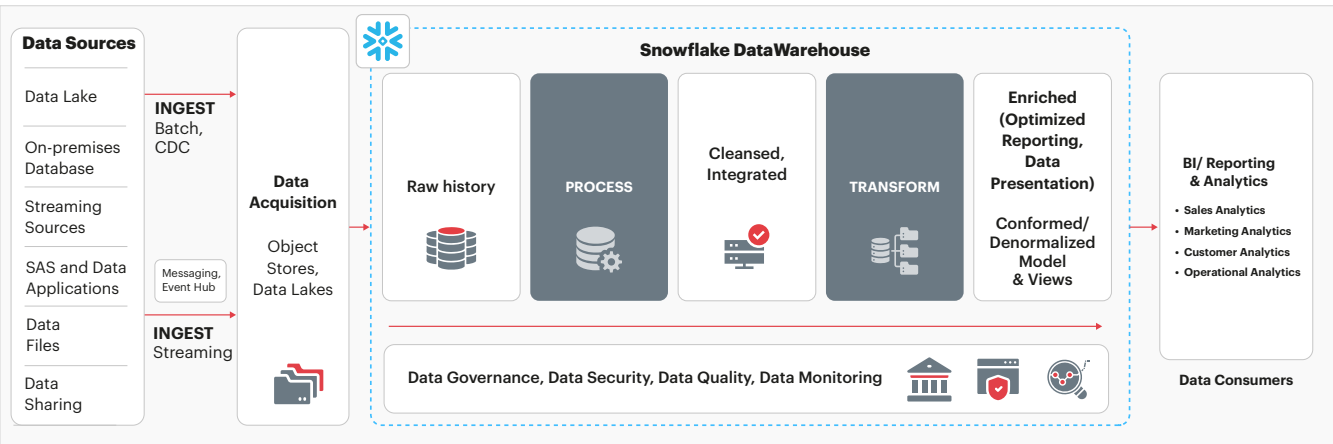 Data Sources
Data Lake
On-premises
Database
Streaming
Sources
SAS and Data
Applications
Data
Files
Data
Sharing
INGEST
Batch,
CDC
Messaging,
Event Hub
INGEST
Streaming
Data
Acquisition
Object
Stores,
Data Lakes
Snowflake DataWarehouse
Raw history
PROCESS
Cleansed,
Integrated
TRANSFORM
Enriched
(Optimized
Reporting,
Data
Presentation)
Conformed/
Denormalized
Model
& Views
Data Governance, Data Security, Data Quality, Data Monitoring
BI/ Reporting
& Analytics
• Sales Analytics
• Marketing Analytics
• Customer Analytics
• Operational Analytics
Data Consumers